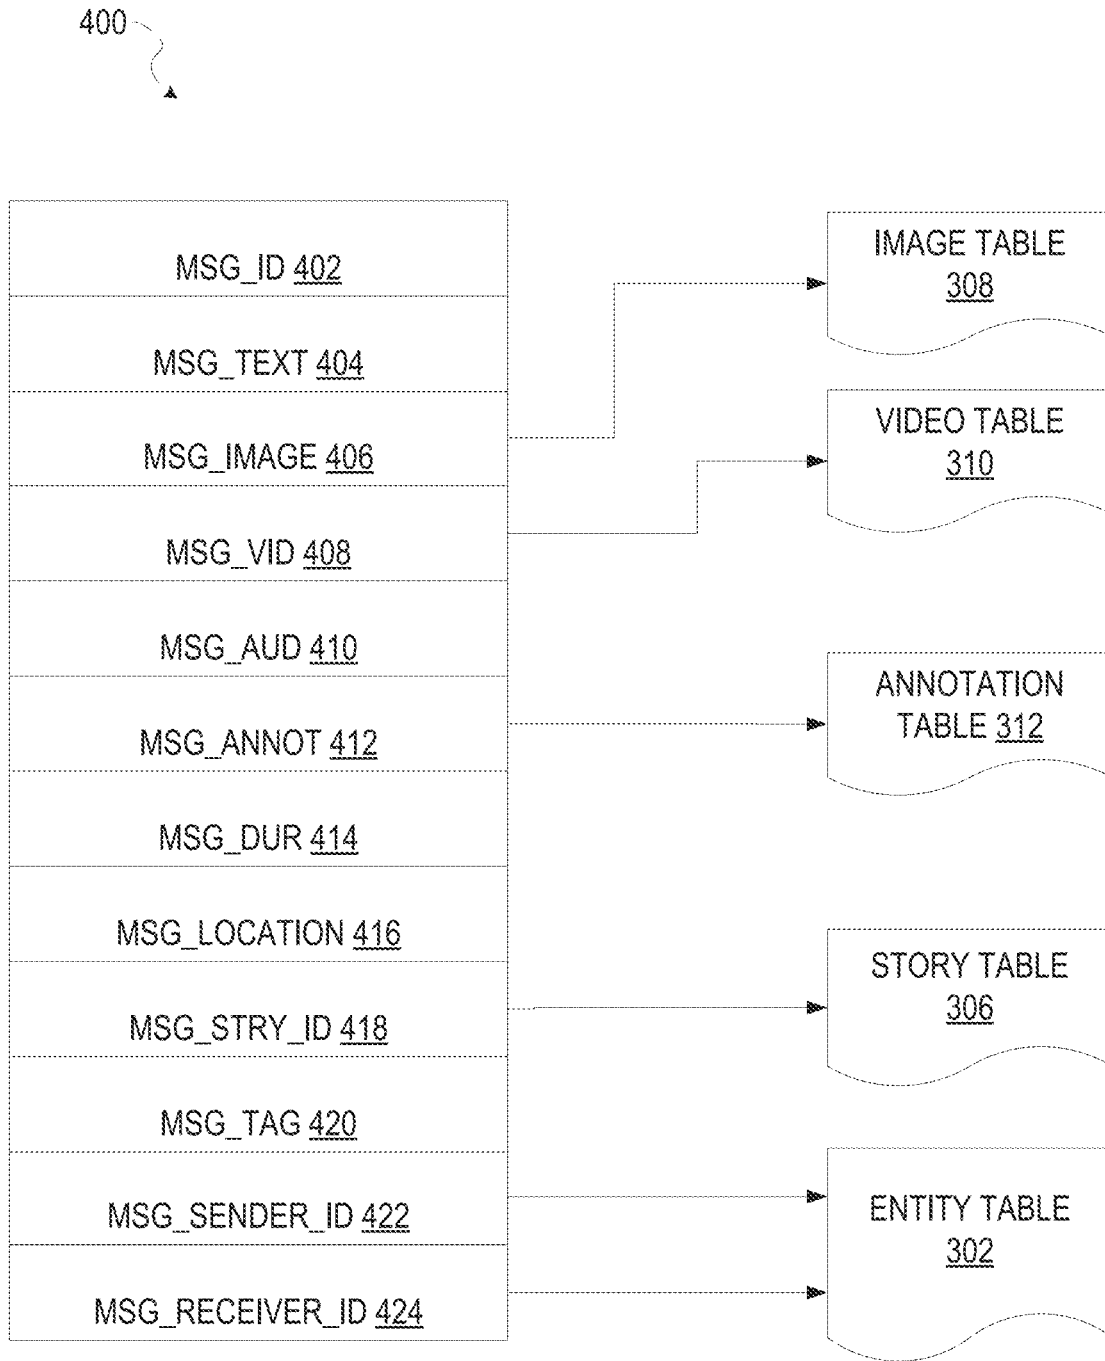 400
MSG_ID 402
MSG_TEXT 404
MSG_IMAGE 406
MSG_VID 408
MSG_AUD 410
MSG_ANNOT 412
MSG_DUR 414
MSG_LOCATION 416
MSG_STRY_ID 418
MSG_TAG 420
MSG_SENDER_ID 422
MSG_RECEIVER_ID 424
IMAGE TABLE
308
VIDEO TABLE
310
ANNOTATION
TABLE 312
STORY TABLE
306
ENTITY TABLE
302